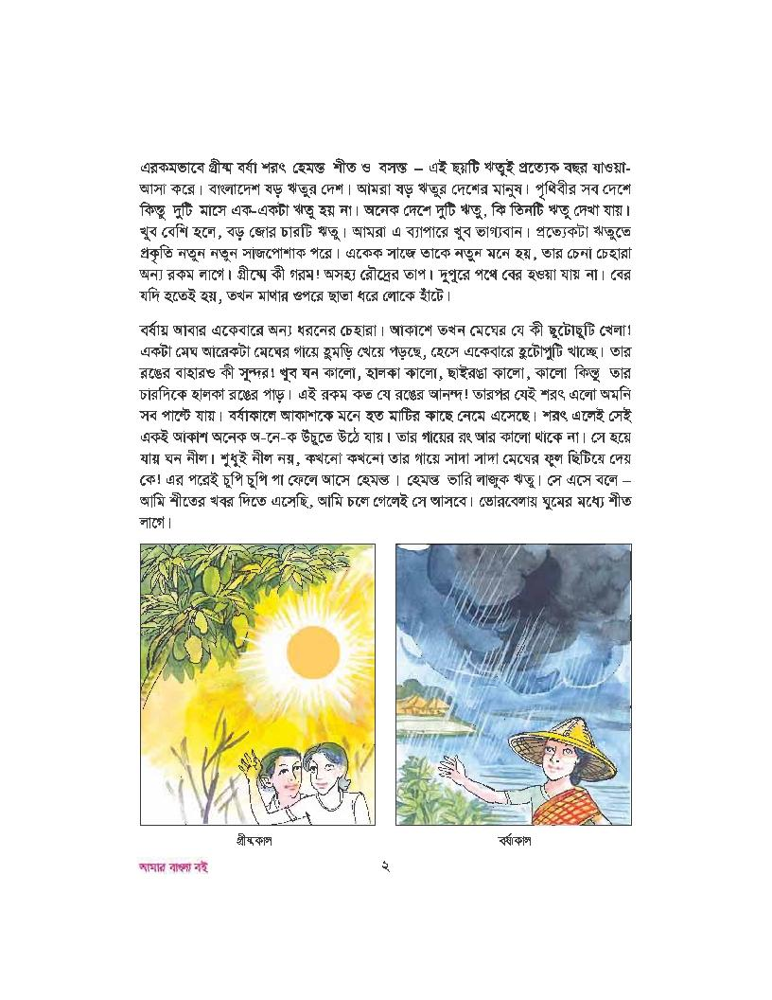 এরকমভাবে গ্রীষ্ম বর্ষা শরৎ হেমন্ত শীত ও বসন্ত – এই ছয়টি ঋতুই প্রত্যেক বছর যাওয়া-
আসা করে। বাংলাদেশ ষড় ঋতুর দেশ। আমরা ষড় ঋতুর দেশের মানুষ। পৃথিবীর সব দেশে
কিন্তু দুটি মাসে এক-একটা ঋতু হয় না। অনেক দেশে দুটি ঋতু, কি তিনটি ঋতু দেখা যায়।
খুব বেশি হলে, বড় জোর চারটি ঋতু। আমরা এ ব্যাপারে খুব ভাগ্যবান। প্রত্যেকটা ঋতুতে
প্রকৃতি নতুন নতুন সাজপোশাক পরে। একেক সাজে তাকে নতুন মনে হয়, তার চেনা চেহারা
অন্য রকম লাগে। গ্রীষ্মে কী গরম! অসহ্য রৌদ্রের তাপ। দুপুরে পথে বের হওয়া যায় না। বের
যদি হতেই হয়, তখন মাথার ওপরে ছাতা ধরে লোকে হাঁটে।
বর্ষায় আবার একেবারে অন্য ধরনের চেহারা। আকাশে তখন মেঘের যে কী ছুটোছুটি খেলা!
একটা মেঘ আরেকটা মেঘের গায়ে হুমড়ি খেয়ে পড়ছে, হেসে একেবারে হুটোপুটি খাচ্ছে। তার
রঙের বাহারও কী সুন্দর! খুব ঘন কালো, হালকা কালো, ছাইরঙা কালো, কালো কিন্তু তার
চারদিকে হালকা রঙের পাড়। এই রকম কত যে রঙের আনন্দ! তারপর যেই শরৎ এলো অমনি
সব পাল্টে যায়। বর্ষাকালে আকাশকে মনে হত মাটির কাছে নেমে এসেছে। শরৎ এলেই সেই
একই আকাশ অনেক অ-নে-ক উঁচুতে উঠে যায়। তার গায়ের রং আর কালো থাকে না। সে হয়ে
যায় ঘন নীল। শুধুই নীল নয়, কখনো কখনো তার গায়ে সাদা সাদা মেঘের ফুল ছিটিয়ে দেয়
কে! এর পরেই চুপি চুপি পা ফেলে আসে হেমন্ত। হেমন্ত ভারি লাজুক ঋতু। সে এসে বলে –
আমি শীতের খবর দিতে এসেছি, আমি চলে গেলেই সে আসবে। ভোরবেলায় ঘুমের মধ্যে শীত
লাগে।
গ্রীষ্মকাল
বর্ষাকাল
আমার বাংলা বই
২